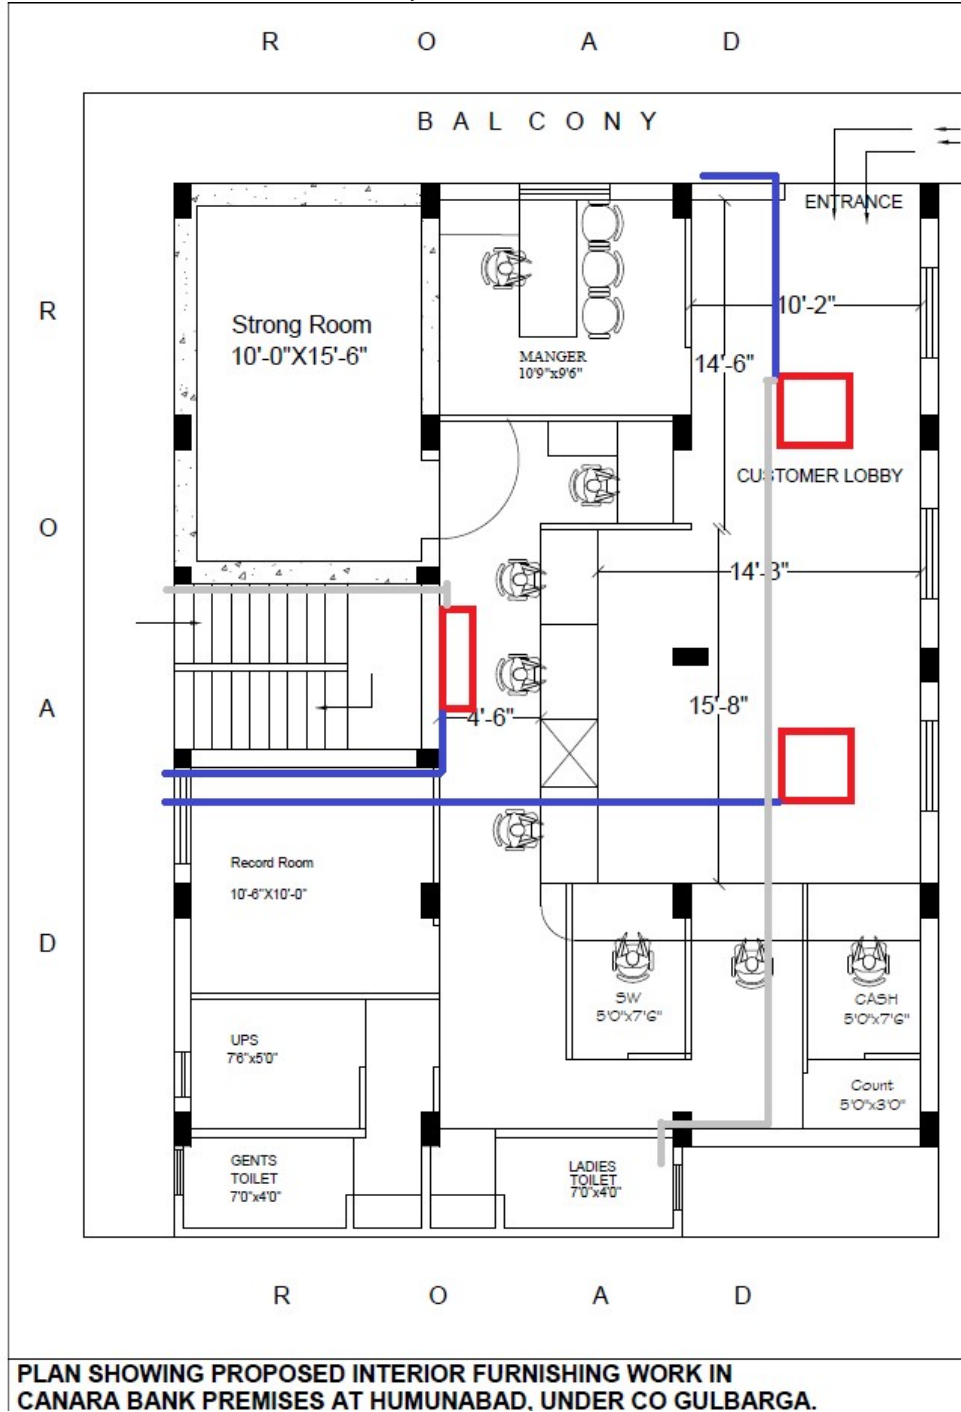 R O A D
BALCONY
ENTRANCE
R
10'-2"
Strong Room
10'-0"X15'-6"
MANGER
10'9"x9'6"
14'-6"
CUSTOMER LOBBY
O
14'-3"
A
15'-8"
4'-6"
Record Room
10'-6"X10'-0"
D
SW
5'0"x7'6"
CASH
5'0"x7'6"
UPS
7'6"x5'0"
Count
5'0"x3'0"
GENTS
TOILET
7'0"x4'0"
LADIES
TOILET
7'0"x4'0"
R O A D
PLAN SHOWING PROPOSED INTERIOR FURNISHING WORK IN
CANARA BANK PREMISES AT HUMUNABAD, UNDER CO GULBARGA.